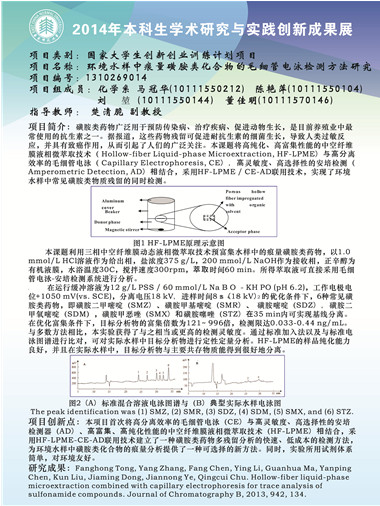 2014年本科生学术研究与实践创新成果展
项目类别：国家大学生创新创业训练计划项目
项目名称：环境水样中痕量磺胺类化合物的毛细管电泳检测方法研究
项目编号：1310269014
项目组成员：化学系 马冠华(10111550212) 陈艳萍(10111550104)
刘堃(10111550144) 董佳明(10111570146)
指导教师：楚清脆 副教授
项目简介：磺胺类药物广泛用于预防传染病、治疗疾病、促进动物生长，是目前养殖业中最
常使用的抗生素之一。据报道，这些药物残留可促进耐抗生素的细菌生长，导致人类过敏反
应，并具有致癌作用，从而引起了人们的广泛关注。本课题将高纯化、高富集性能的中空纤维
膜液相微萃取技术（Hollow-fiber Liquid-phase Microextraction, HF-LPME）与高分离
效率的毛细管电泳（Capillary Electrophoresis, CE）、高灵敏度、高选择性的安培检测（
Amperometric Detection, AD）相结合，采用HF-LPME / CE-AD联用技术，实现了环境
水样中常见磺胺类物质残留的同时检测。
Aluminum
cover
Beaker
Donor phase
Magnetic stirrer
Porous hollow
fiber impregnated
with organic
solvent
Acceptor phase
图1 HF-LPME原理示意图
本课题利用三相中空纤维膜动态液相微萃取技术预富集水样中的痕量磺胺类药物，以1.0
mmol/L HCl溶液作为给出相，盐浓度375 g/L，200 mmol/L NaOH作为接收相，正辛醇为
有机液膜，水浴温度30C，搅拌速度300rpm，萃取时间60 min。所得萃取液可直接采用毛细
管电泳-安培检测系统进行分析。
在运行缓冲溶液为12 g/L PSS / 60 mmol/L Na B O - KH PO (pH 6.2)，工作电极电
位+1050 mV(vs. SCE)，分离电压18 kV，进样时间8 s (18 kV)的优化条件下，6种常见磺
胺类药物，即磺胺二甲嘧啶（SMZ）、磺胺甲基嘧啶（SMR）、磺胺嘧啶（SDZ）、磺胺二
甲氧嘧啶（SDM）、磺胺甲恶唑（SMX）和磺胺噻唑（STZ）在35 min内可实现基线分离。
在优化富集条件下，目标分析物的富集倍数为121~996倍，检测限达0.033-0.44 ng/mL。
与多数方法相比，本实验获得了与之相当或更高的检测灵敏度。通过标准加入法以及与标准电
泳图谱进行比对，可对实际水样中目标分析物进行定性定量分析。HF-LPME的样品纯化能力
良好，并且在实际水样中，目标分析物与主要共存物质能得到很好地分离。
图2（A）标准混合溶液电泳图谱与（B）典型实际水样电泳图
The peak identification was (1) SMZ, (2) SMR, (3) SDZ, (4) SDM, (5) SMX, and (6) STZ.
项目创新点：本项目首次将高分离效率的毛细管电泳（CE）与高灵敏度、高选择性的安培
检测器（AD）、高富集、高纯化性能的中空纤维膜液相微萃取技术（HF-LPME）相结合，采
用HF-LPME-CE-AD联用技术建立了一种磺胺类药物多残留分析的快速、低成本的检测方法，
为环境水样中磺胺类化合物的痕量分析提供了一种可选择的新方法。同时，实验所用试剂体系
简单，对环境友好。
研究成果：Fanghong Tong, Yang Zhang, Fang Chen, Ying Li, Guanhua Ma, Yanping
Chen, Kun Liu, Jiaming Dong, Jiannong Ye, Qingcui Chu. Hollow-fiber liquid-phase
microextraction combined with capillary electrophoresis for trace analysis of
sulfonamide compounds. Journal of Chromatography B, 2013, 942, 134.